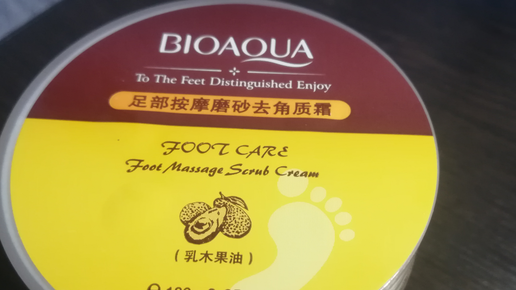 BIOAQUA
To The Feet Distinguished Enjoy
足部按摩磨砂去角质霜
FOOT CARE
Foot Massage Scrub Cream
(乳木果油)